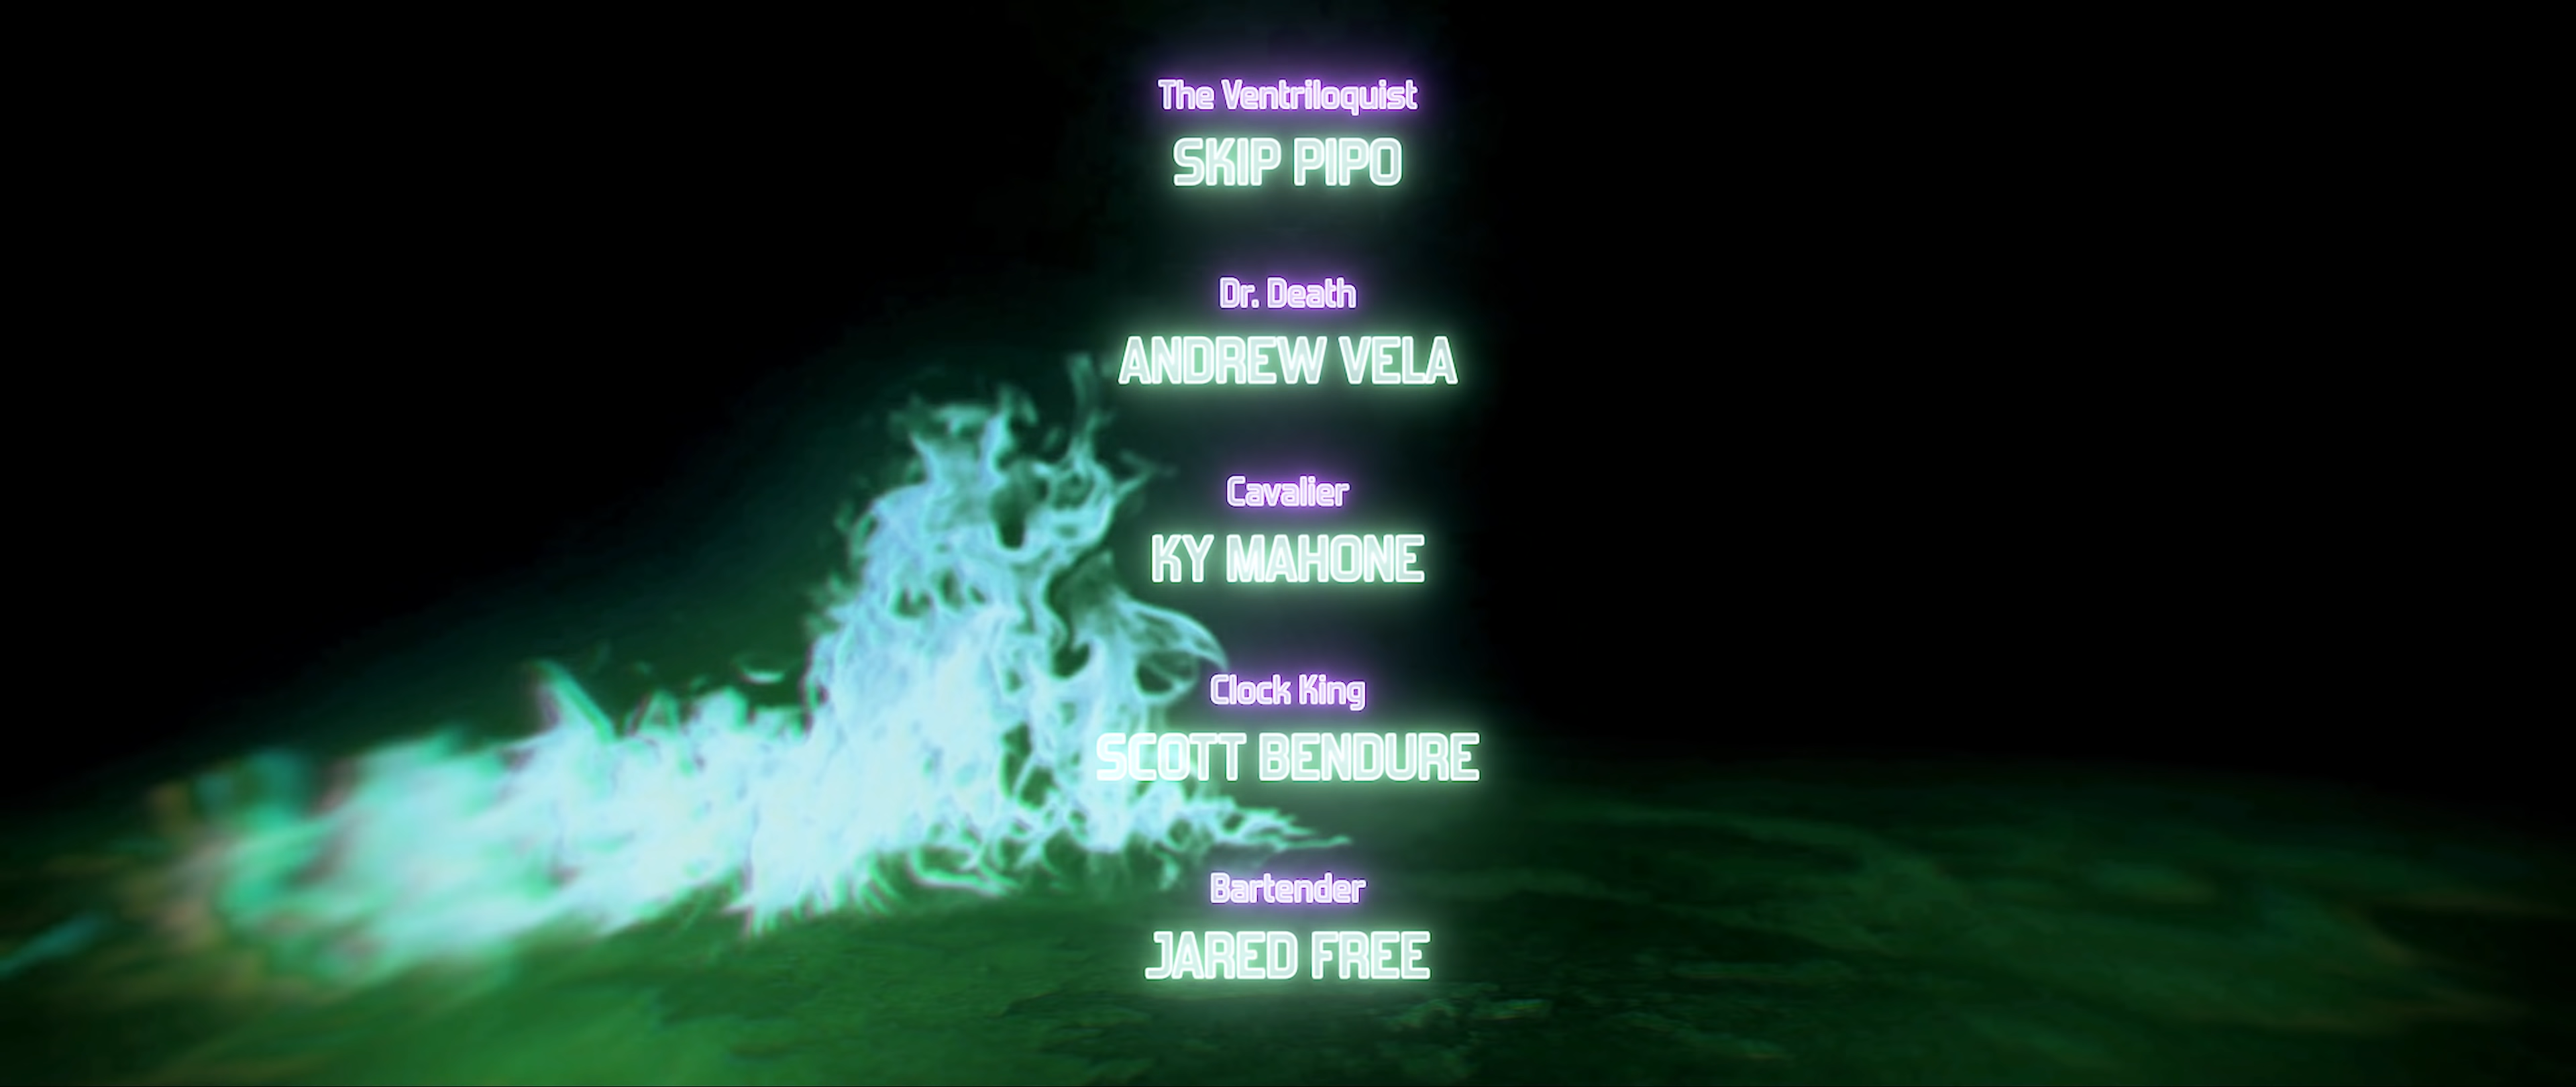 The Ventriloquist
SKIP PIPO
Dr. Death
ANDREW VELA
Cavalier
KY MAHONE
Clock King
SCOTT BENDURE
Bartender
JARED FREE